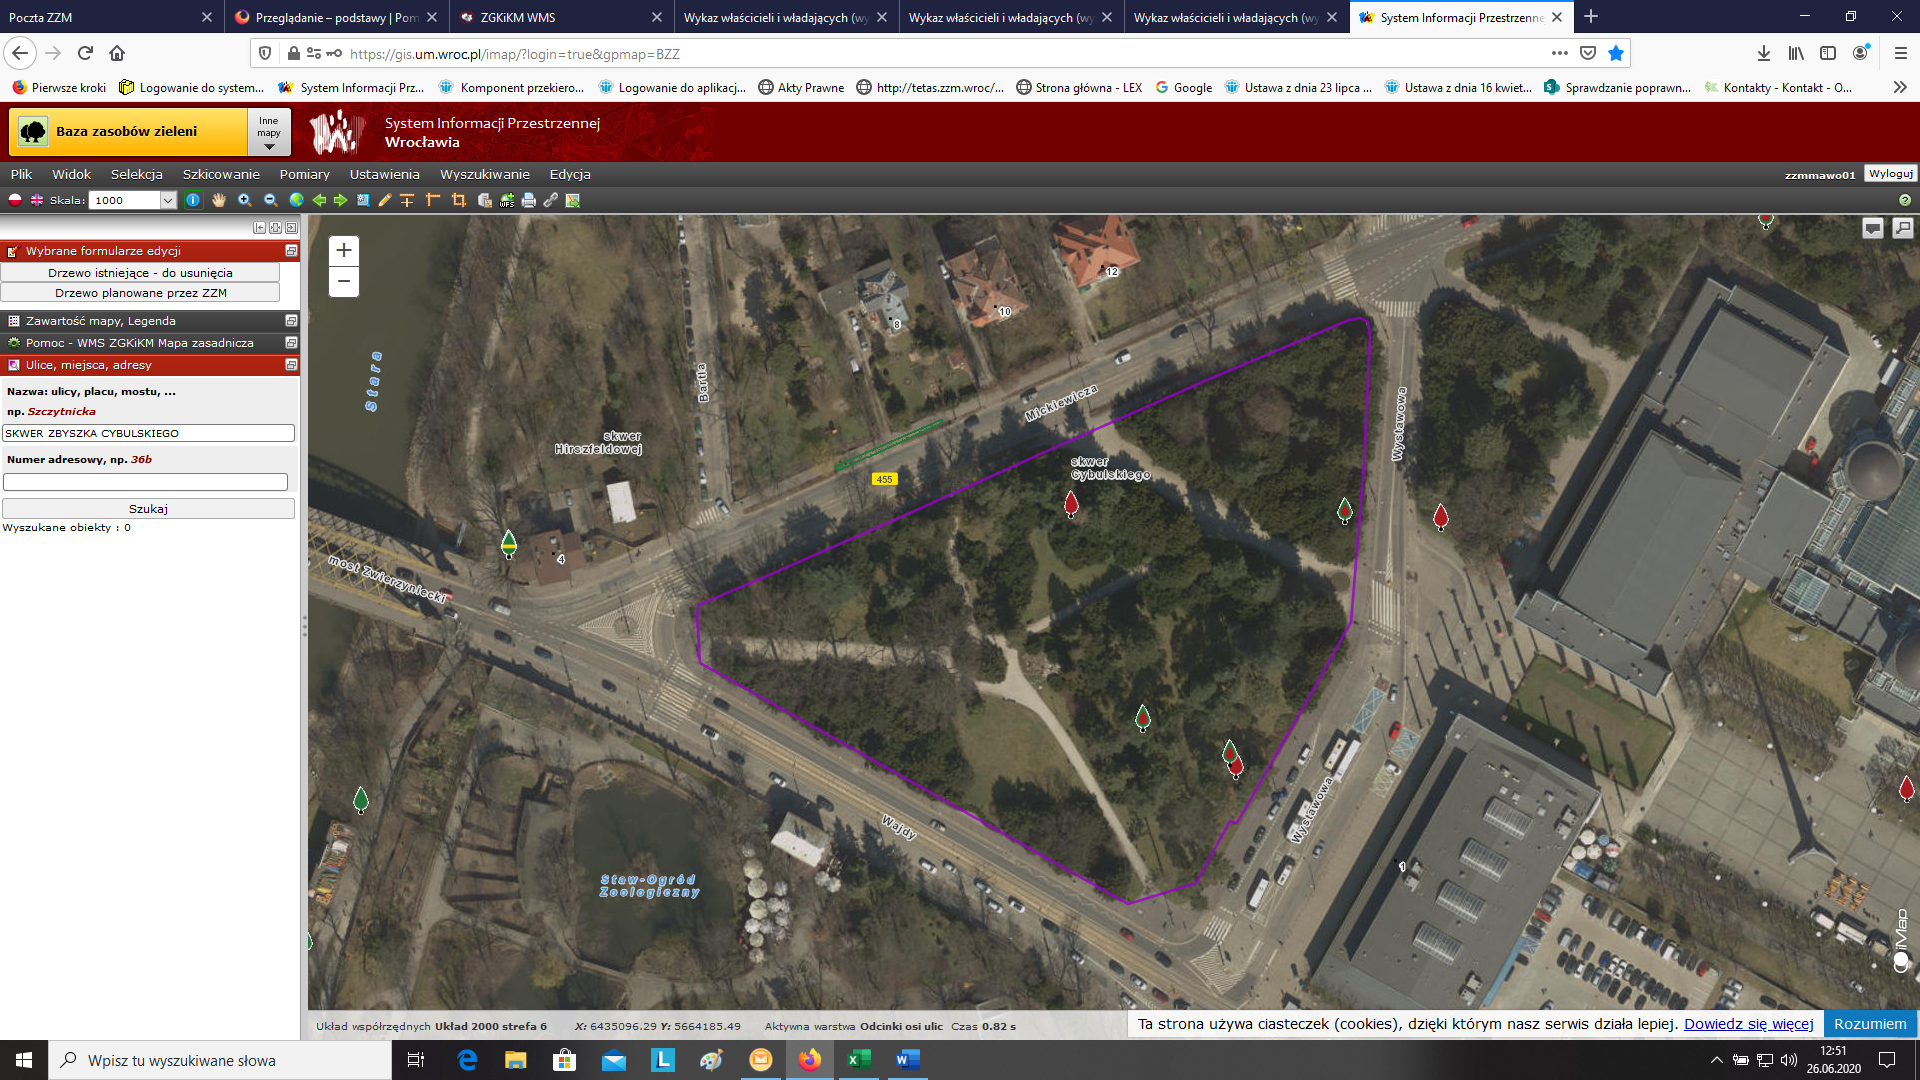 Poczta ZZM
Przeglądanie – podstawy | Pom
ZGKiKM WMS
Wykaz właścicieli i władających (wy
Wykaz właścicieli i władających (wy
Wykaz właścicieli i władających (wy
System Informacji Przestrzenne
https://gis.um.wroc.pl/imap/?login=true&gpmap=BZZ
Pierwsze kroki
Logowanie do system...
System Informacji Prz...
Komponent przekiero...
Logowanie do aplikacj...
Akty Prawne
http://tetas.zzm.wroc/...
Strona główna - LEX
Google
Ustawa z dnia 23 lipca ...
Ustawa z dnia 16 kwiet...
Sprawdzanie poprawn...
Kontakty - Kontakt - O...
Baza zasobów zieleni
Inne
mapy
System Informacji Przestrzennej
Wrocławia
Plik Widok Selekcja Szkicowanie Pomiary Ustawienia Wyszukiwanie Edycja
zzmmawo01 Wyloguj
Skala: 1000
WFS
Wybrane formularze edycji
Drzewo istniejące - do usunięcia
Drzewo planowane przez ZZM
Zawartość mapy, Legenda
Pomoc - WMS ZGKiKM Mapa zasadnicza
Ulice, miejsca, adresy
Nazwa: ulicy, placu, mostu, ...
np. Szczytnicka
SKWER ZBYSZKA CYBULSKIEGO
Numer adresowy, np. 36b
Szukaj
Wyszukane obiekty : 0
+
−
12
10
8
Stara
Bartla
Mickiewicza
Wystawowa
skwer
Hirszfeldowej
skwer
Cybulskiego
455
4
most Zwierzyniecki
Wajdy
Wystawowa
1
Staw-Ogród
Zoologiczny
iMap
Układ współrzędnych Układ 2000 strefa 6 X: 6435096.29 Y: 5664185.49 Aktywna warstwa Odcinki osi ulic Czas 0.82 s
Ta strona używa ciasteczek (cookies), dzięki którym nasz serwis działa lepiej. Dowiedz się więcej Rozumiem
Wpisz tu wyszukiwane słowa
12:51
26.06.2020